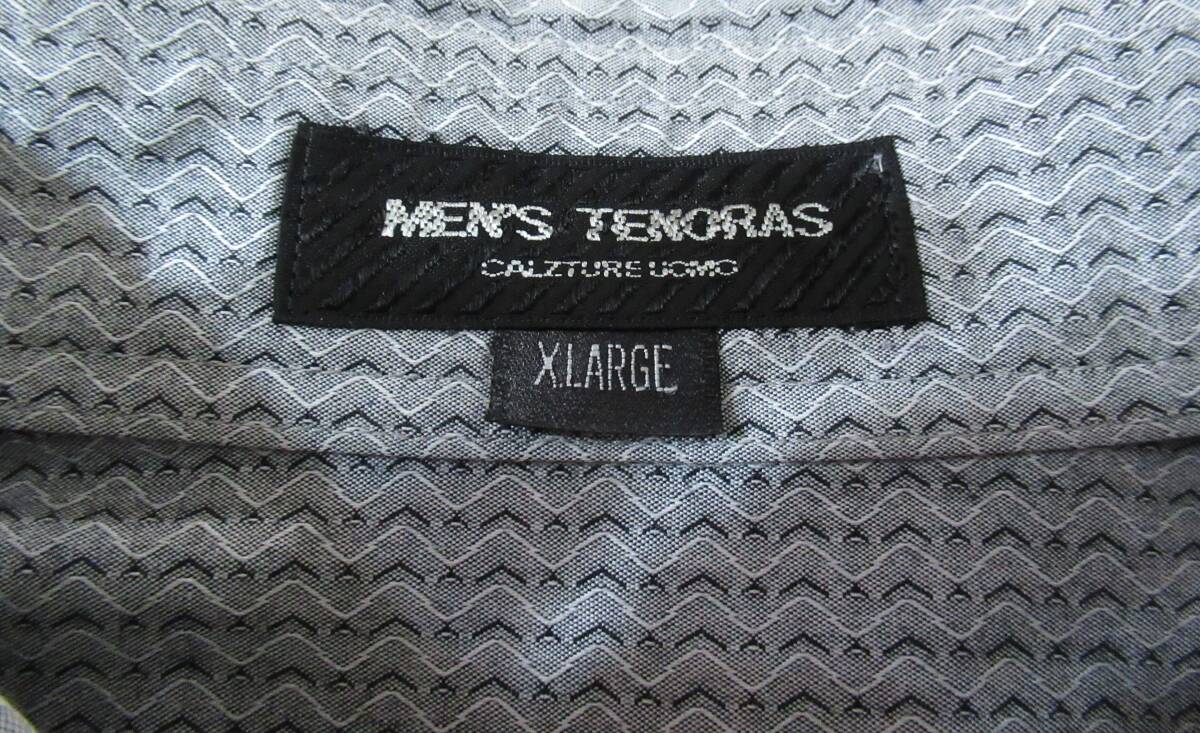 MEN'S TENORAS
CALZTURE UOMO
X.LARGE